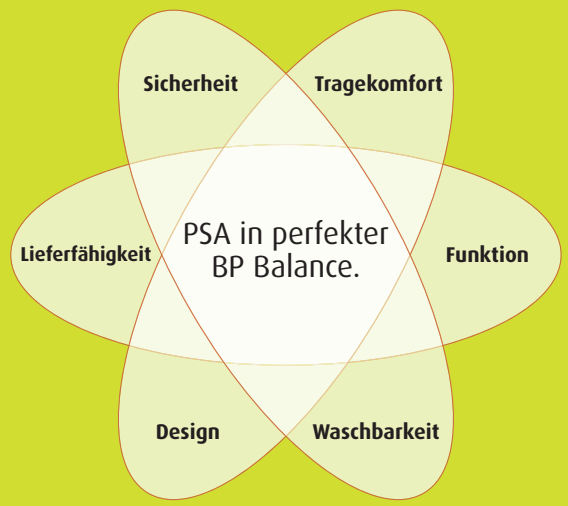 Sicherheit
Tragekomfort
Lieferfähigkeit
PSA in perfekter
BP Balance.
Funktion
Design
Waschbarkeit